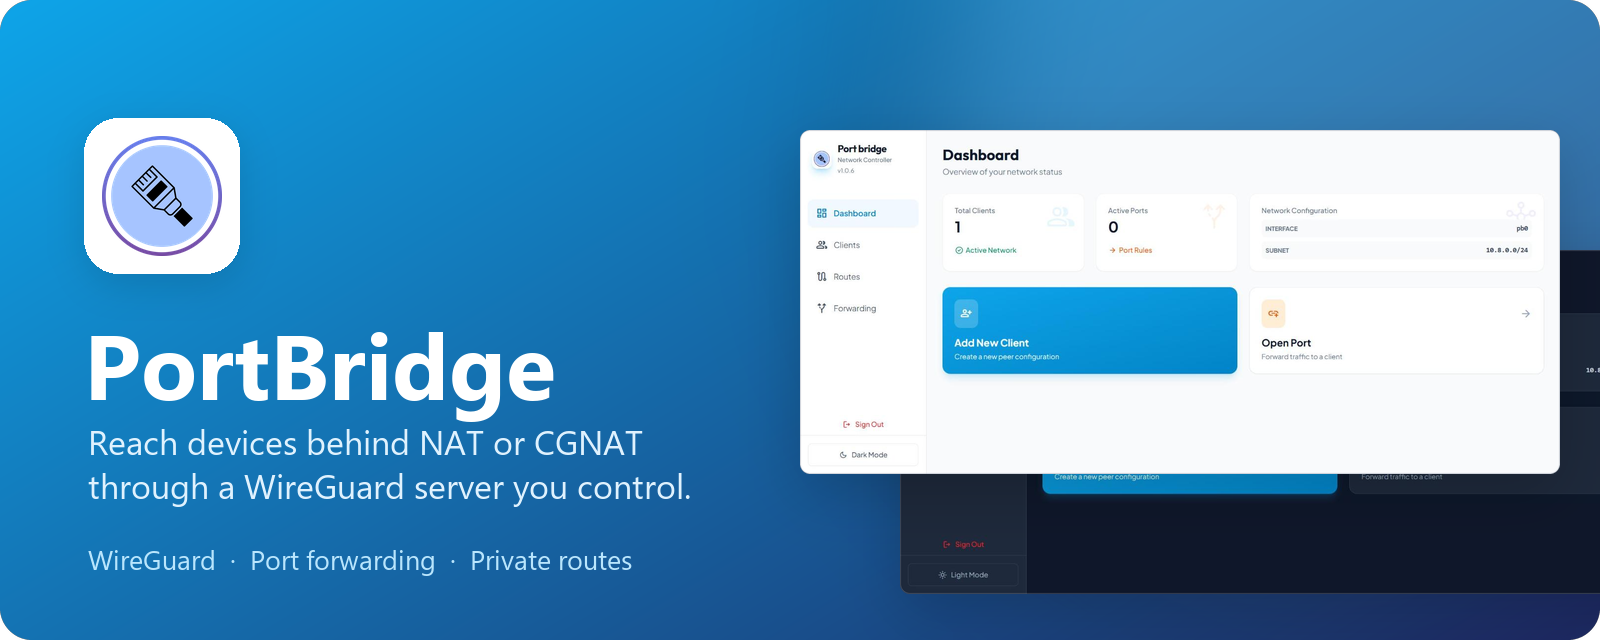 PortBridge
Reach devices behind NAT or CGNAT
through a WireGuard server you control.
WireGuard · Port forwarding · Private routes
Port bridge
Network Controller
v1.0.6
Dashboard
Clients
Routes
Forwarding
Sign Out
Dark Mode
Dashboard
Overview of your network status
Total Clients
1
Active Network
Active Ports
0
Port Rules
Network Configuration
INTERFACE pb0
SUBNET 10.8.0.0/24
Add New Client
Create a new peer configuration
Open Port
Forward traffic to a client
10.8
Create a new peer configuration
Forward traffic to a client
Sign Out
Light Mode